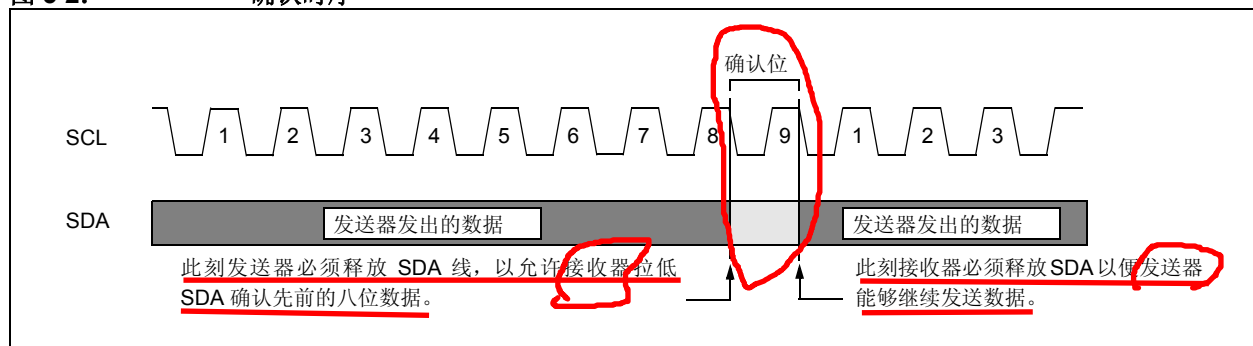 确认位
SCL
1 2 3 4 5 6 7 8 9 1 2 3
SDA
发送器发出的数据
发送器发出的数据
此刻发送器必须释放 SDA 线，以允许接收器拉低
SDA 确认先前的八位数据。
此刻接收器必须释放SDA以便发送器
能够继续发送数据。